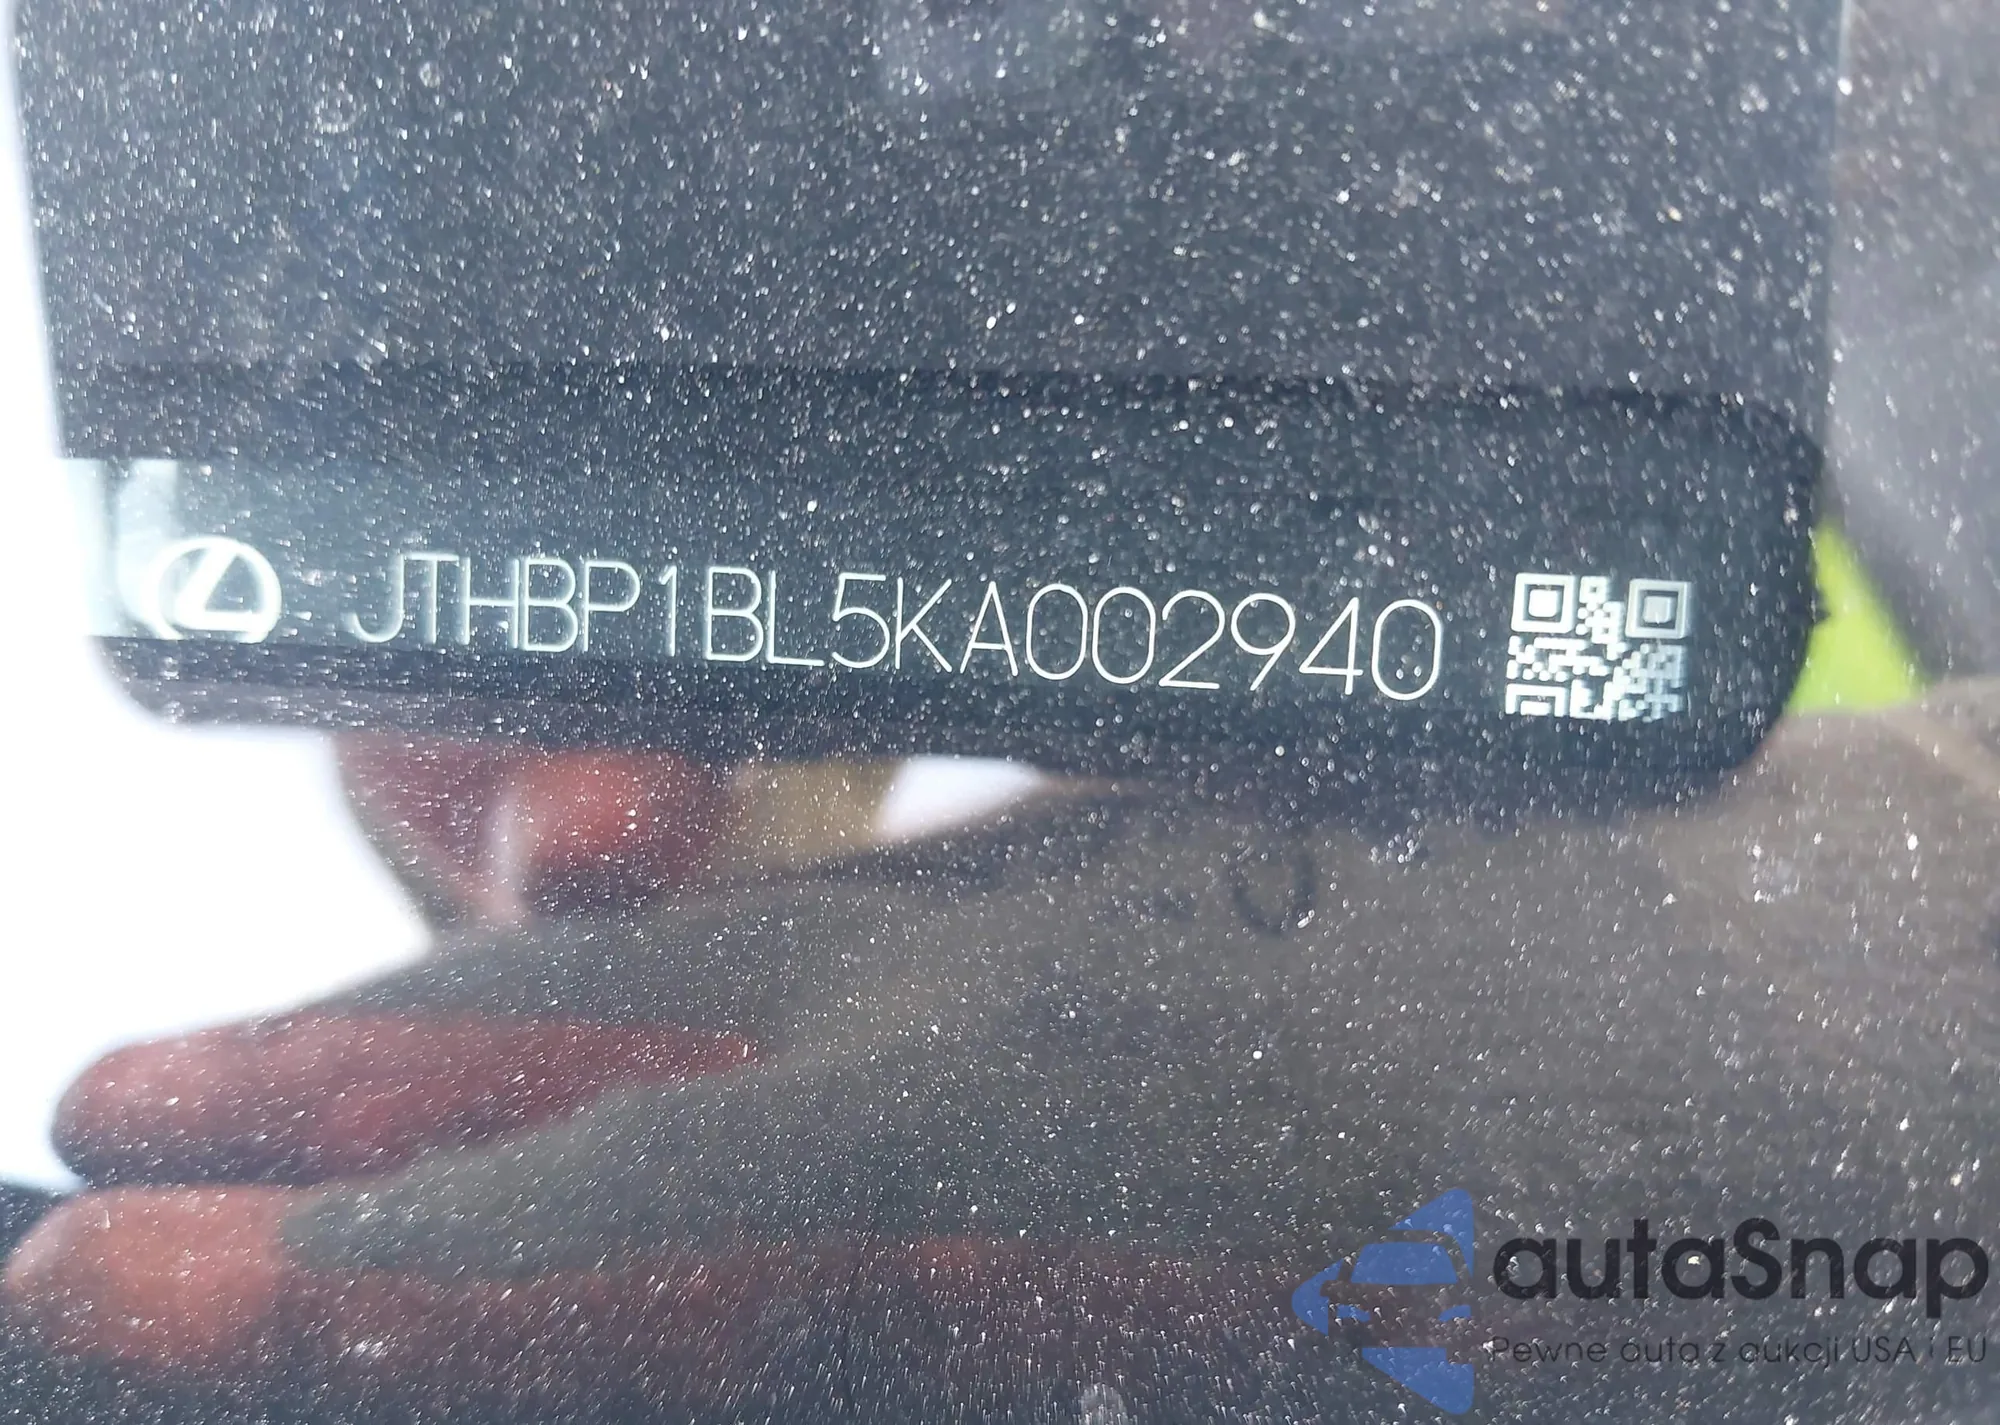 JTHBP1BL5KA002940
autaSnap
Pewne auta z aukcji USA i EU